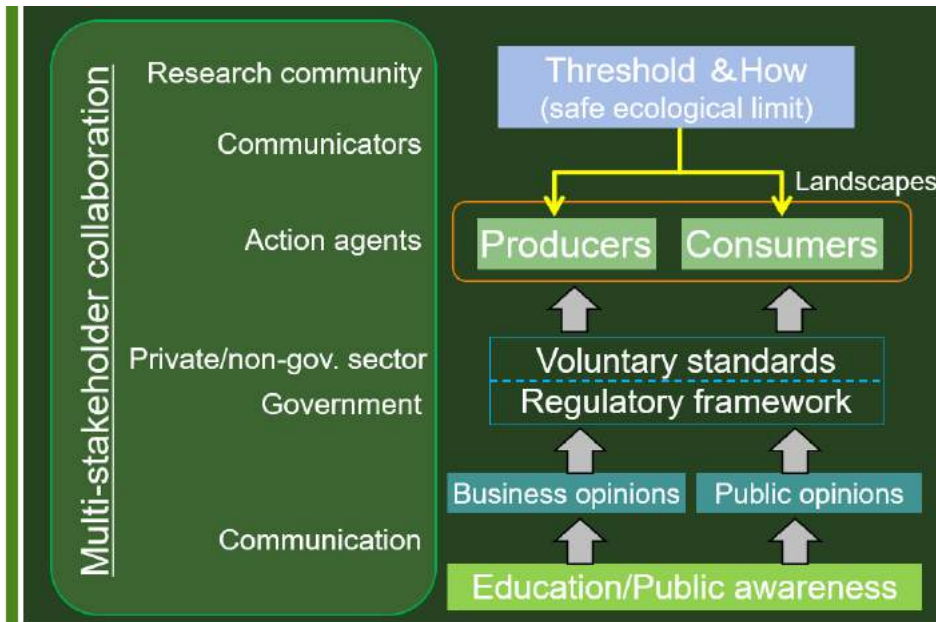 Multi-stakeholder collaboration
Research community
Communicators
Action agents
Private/non-gov. sector
Government
Communication
Threshold & How
(safe ecological limit)
Landscapes
Producers
Consumers
Voluntary standards
Regulatory framework
Business opinions
Public opinions
Education/Public awareness